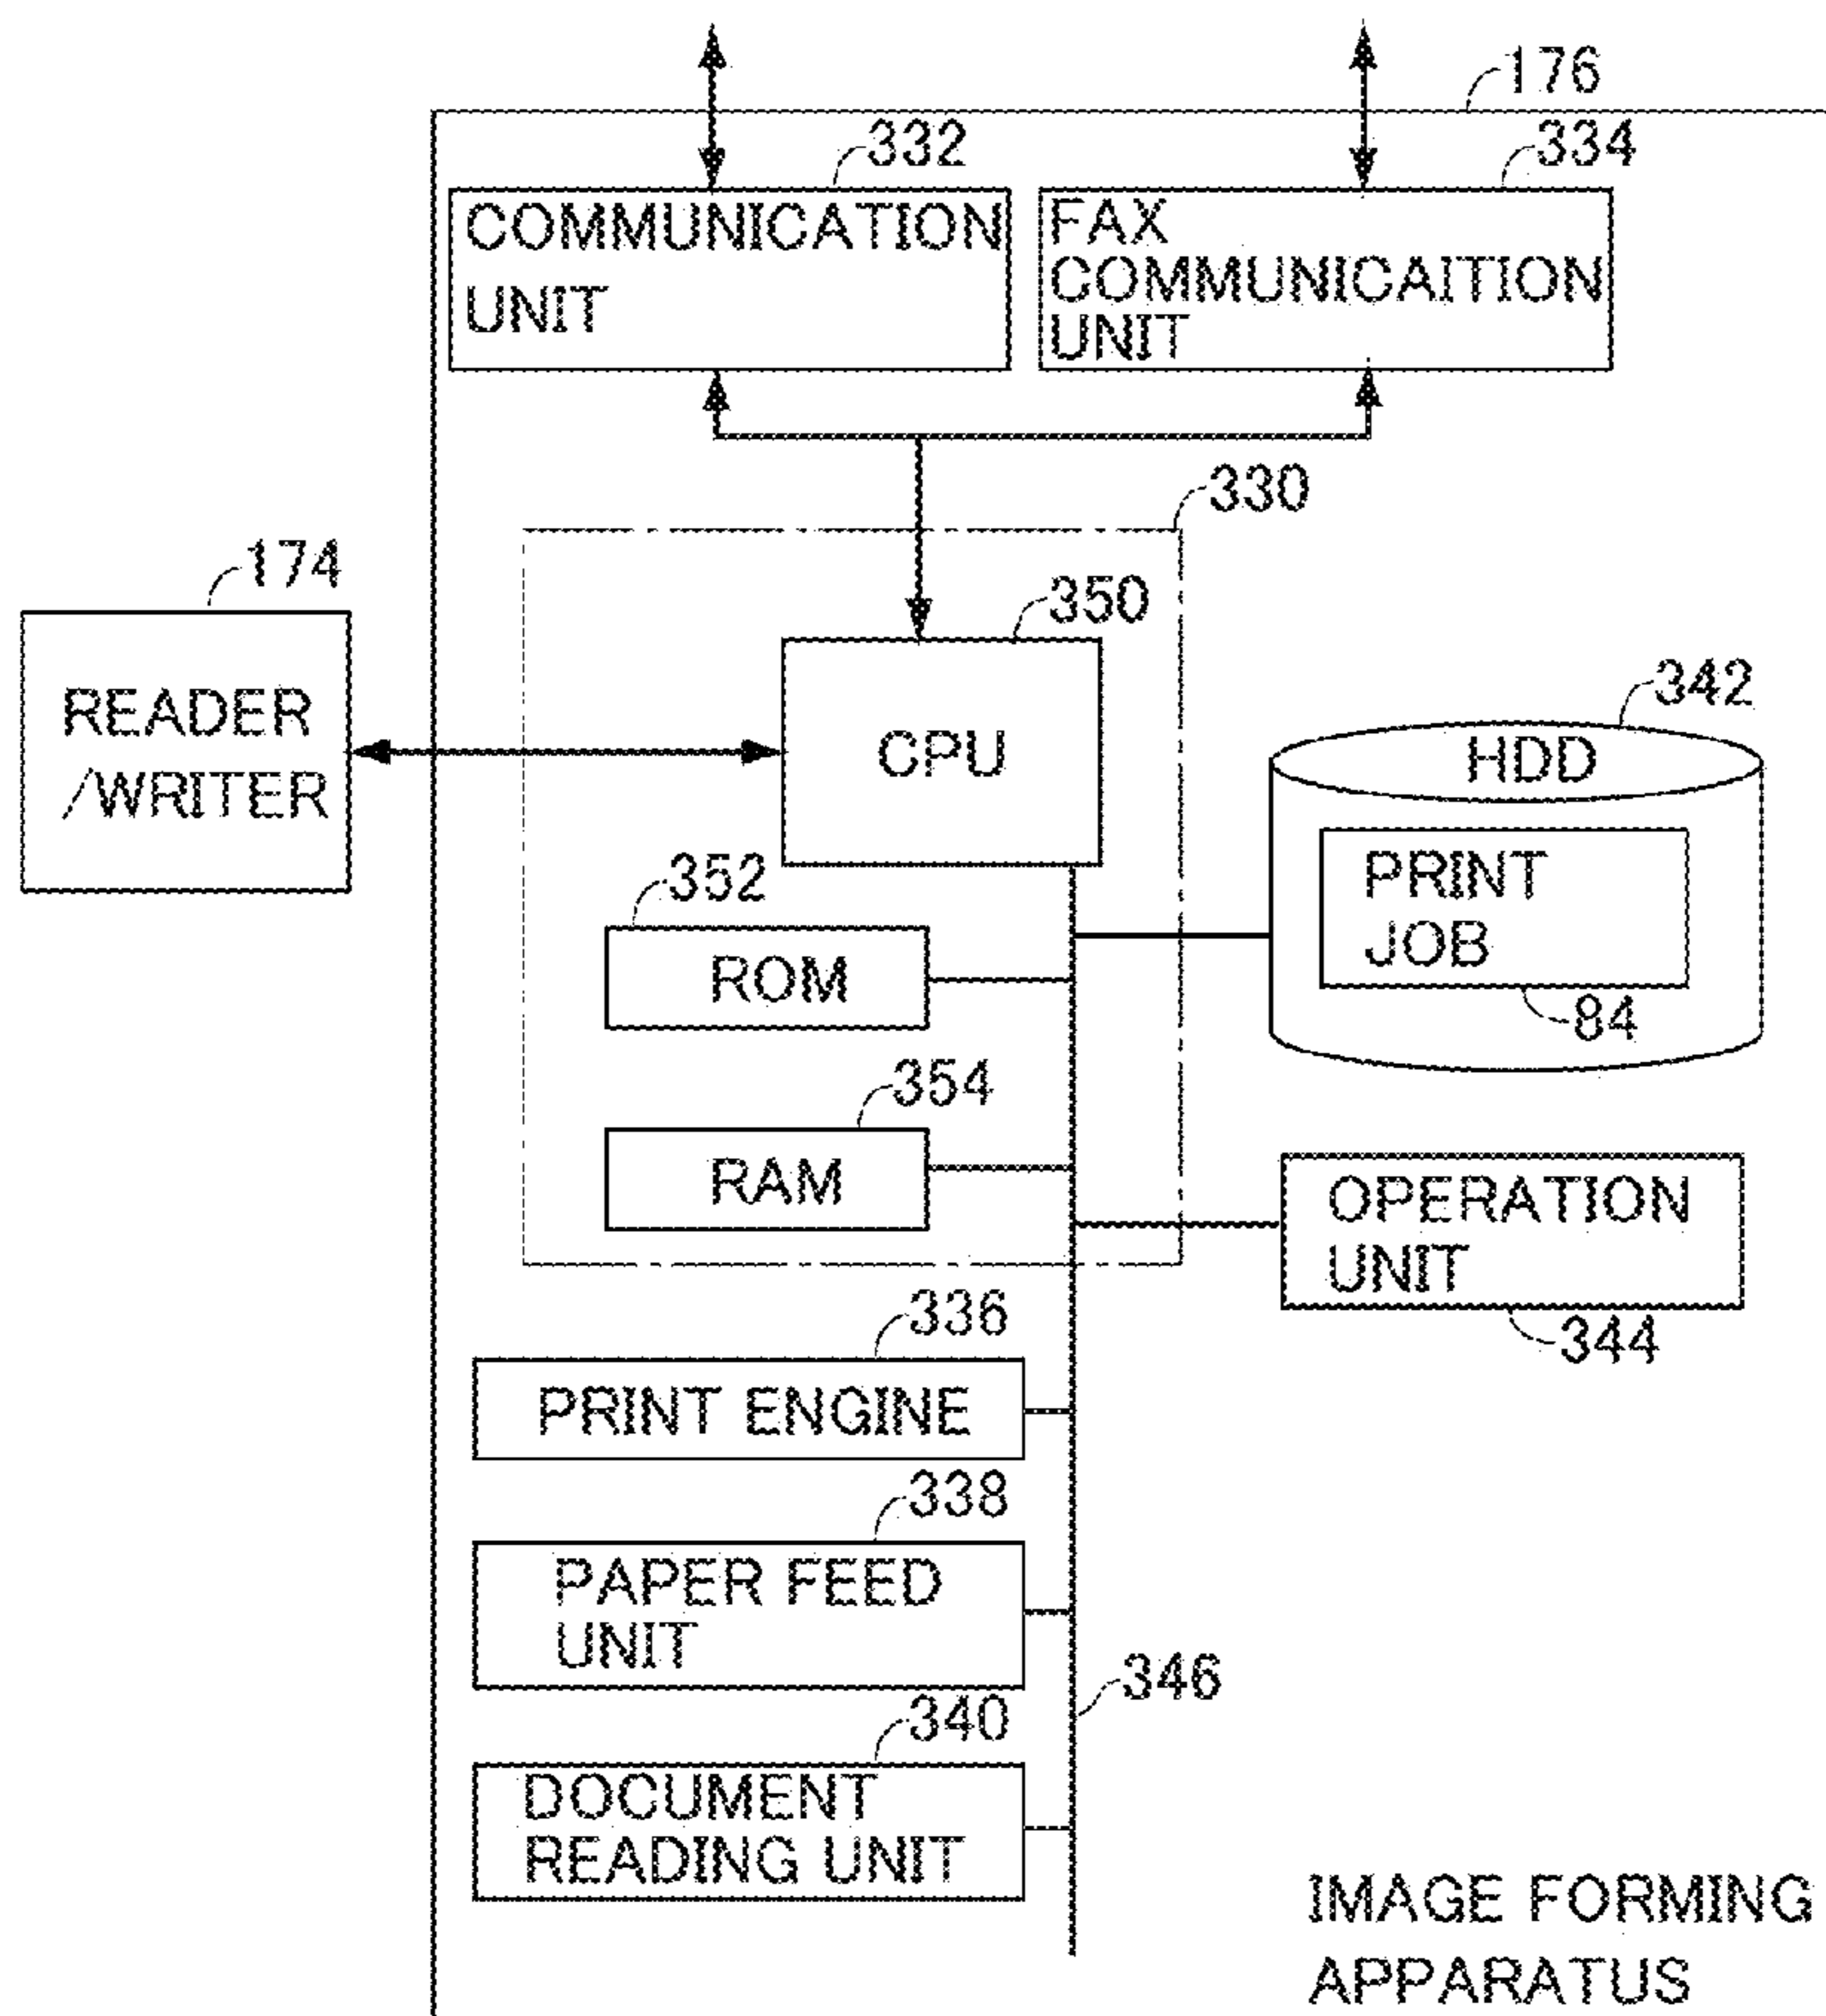 176
332
334
COMMUNICATION
UNIT
FAX
COMMUNICAITION
UNIT
330
174
350
READER
/WRITER
CPU
342
HDD
PRINT
JOB
84
352
ROM
354
RAM
OPERATION
UNIT
344
336
PRINT ENGINE
338
PAPER FEED
UNIT
346
340
DOCUMENT
READING UNIT
IMAGE FORMING
APPARATUS